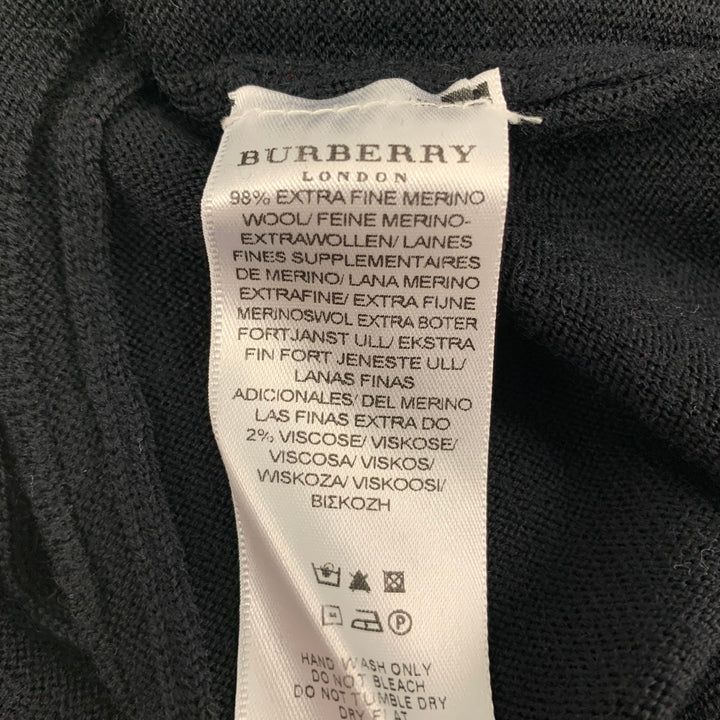 BURBERRY
LONDON
98% EXTRA FINE MERINO
WOOL/ FEINE MERINO-
EXTRAWOLLEN/ LAINES
FINES SUPPLEMENTAIRES
DE MERINO/ LANA MERINO
EXTRAFINE/ EXTRA FIJNE
MERINOSWOL EXTRA BOTER
FORTJANST ULL/ EKSTRA
FIN FORT JENESTE ULL/
LANAS FINAS
ADICIONALES/ DEL MERINO
LAS FINAS EXTRA DO
2% VISCOSE/ VISKOSE/
VISCOSA/ VISKOS/
WISKOZA/ VISKOOSI/
ΒΙΣΚΟΖΗ
P
HAND WASH ONLY
DO NOT BLEACH
DO NOT TUMBLE DRY
DRY FLAT